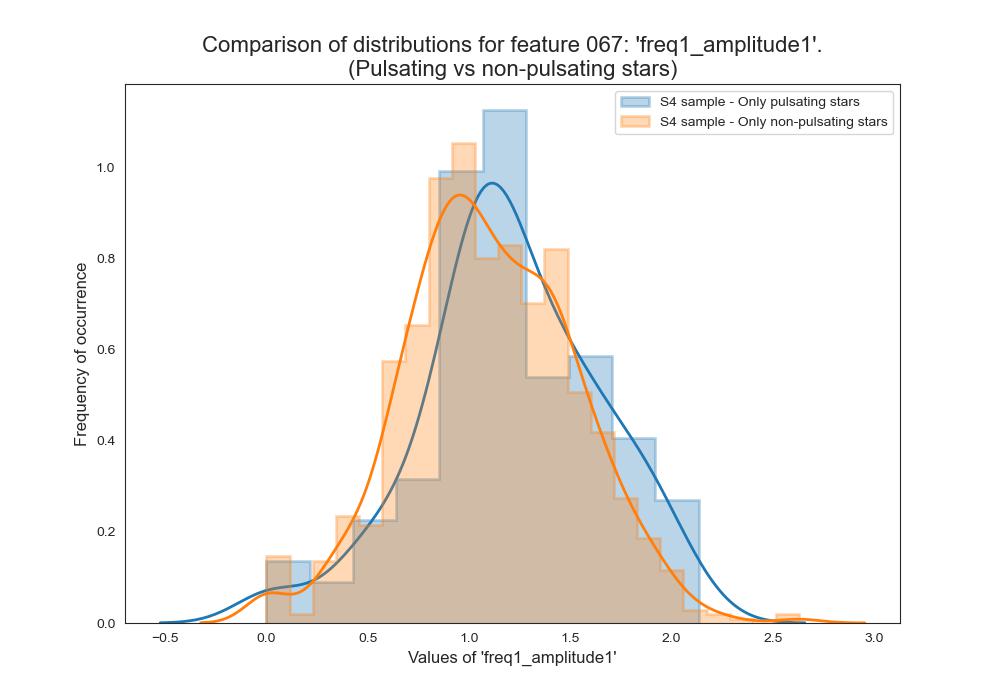 Comparison of distributions for feature 067: 'freq1_amplitude1'.
(Pulsating vs non-pulsating stars)
S4 sample - Only pulsating stars
S4 sample - Only non-pulsating stars
Frequency of occurrence
1.0
0.8
0.6
0.4
0.2
0.0
−0.5 0.0 0.5 1.0 1.5 2.0 2.5 3.0
Values of 'freq1_amplitude1'